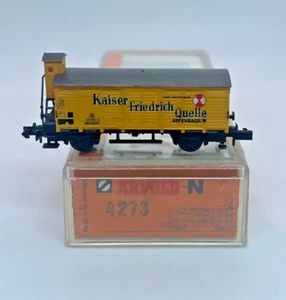 Kaiser
Friedrich
Quelle
OFFENBACH/M
ARNOLD-N
4273